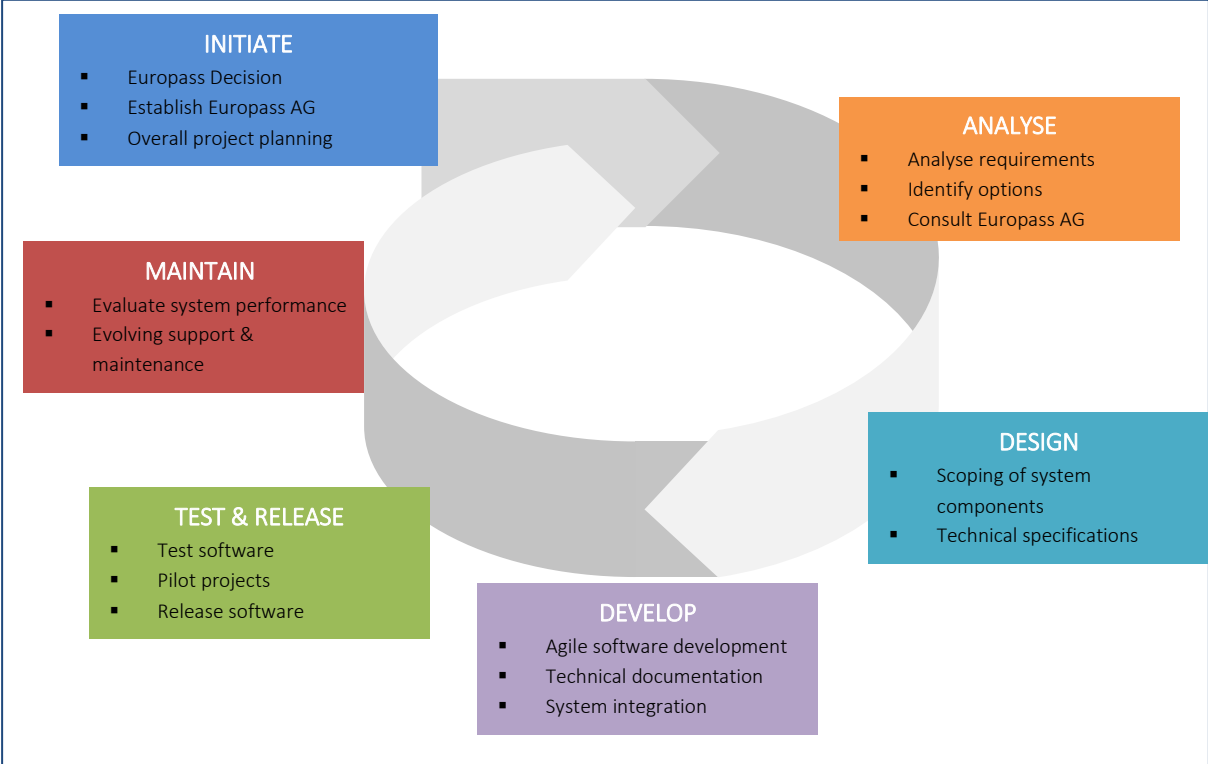 INITIATE
▪ Europass Decision
▪ Establish Europass AG
▪ Overall project planning
ANALYSE
▪ Analyse requirements
▪ Identify options
▪ Consult Europass AG
DESIGN
▪ Scoping of system
components
▪ Technical specifications
DEVELOP
▪ Agile software development
▪ Technical documentation
▪ System integration
TEST & RELEASE
▪ Test software
▪ Pilot projects
▪ Release software
MAINTAIN
▪ Evaluate system performance
▪ Evolving support &
maintenance